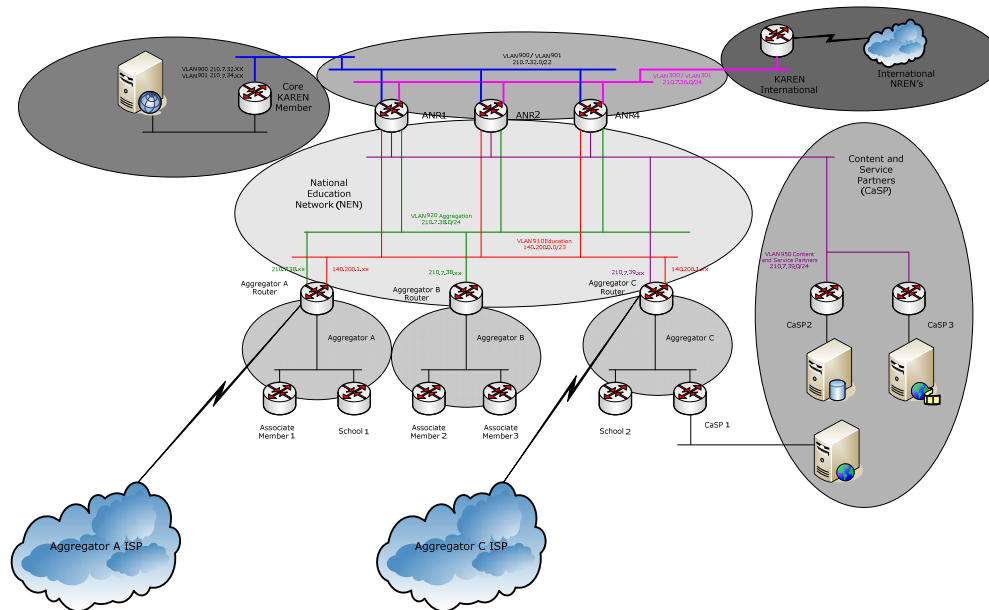 VLAN900 / VLAN901
210.7.32.0/22
VLAN900 210.7.32.xx
VLAN901 210.7,34.xx
Core
KAREN
Member
VLAN300 / VLAN301
210.7.36.0/24
KAREN
International
International
NREN's
ANR1
ANR2
ANR4
National
Education
Network (NEN)
Content and
Service
Partners
(CaSP)
VLAN920 Aggregation
210.7.38.0/24
VLAN910Education
140.200.0.0/23
VLAN950 Content
and Service Partners
210,7,39,0/24
210.7.38.xx
140.200.1.xx
210,7,38,xx
210,7,39,xx
140.200.1.xx
Aggregator A
Router
Aggregator B
Router
Aggregator C
Router
CaSP2
CaSP 3
Aggregator A
Aggregator B
Aggregator C
Associate
Member 1
School 1
Associate
Member 2
Associate
Member 3
School 2
CaSP 1
Aggregator A ISP
Aggregator C ISP